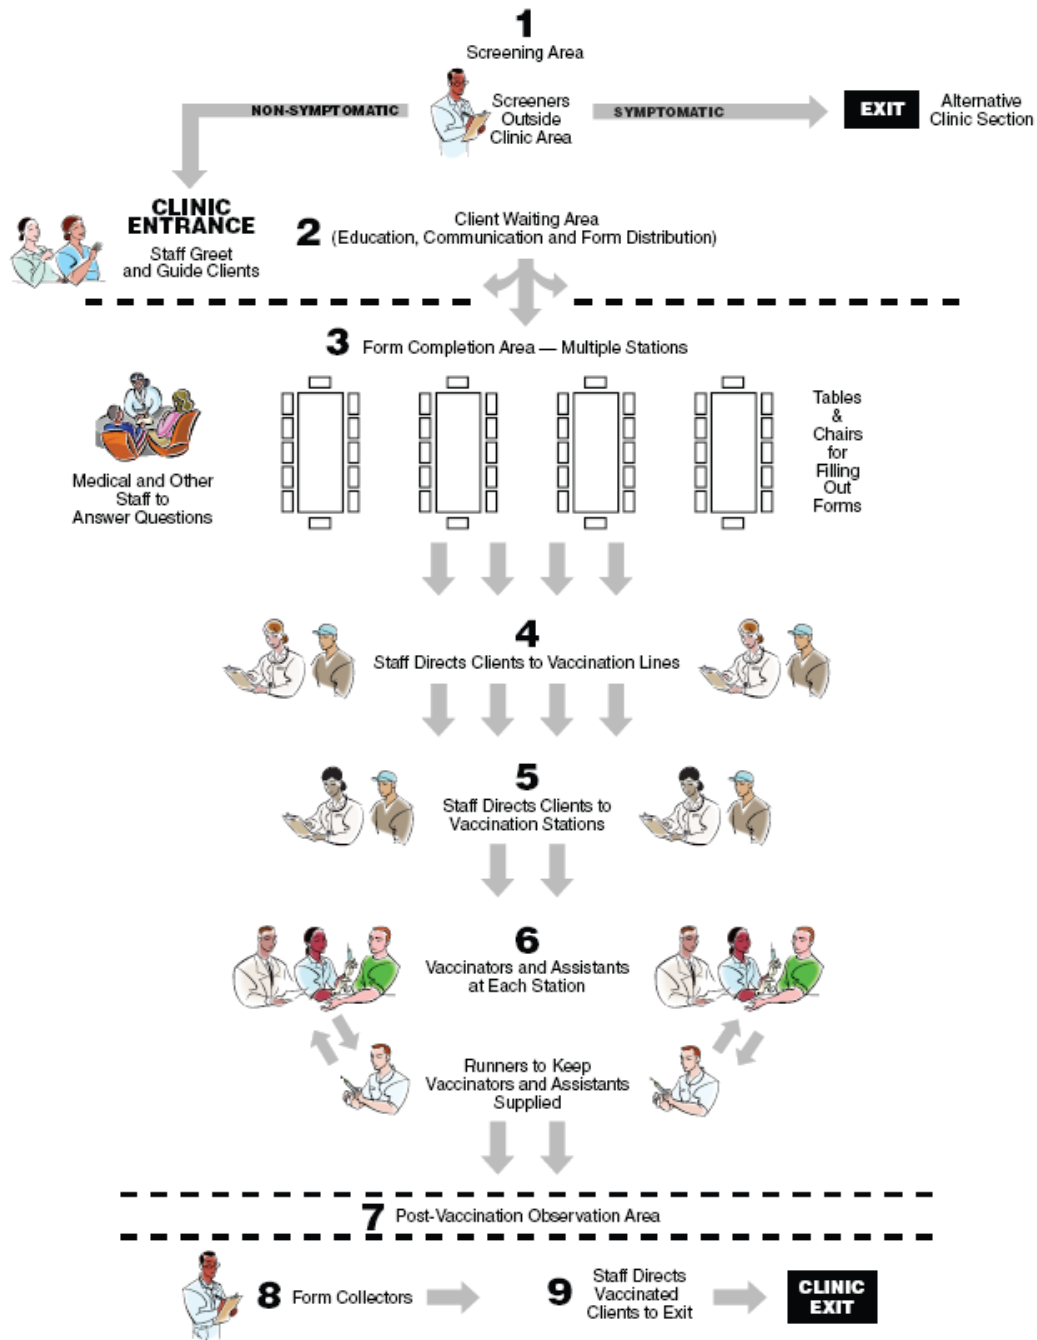 1
Screening Area
NON-SYMPTOMATIC
Screeners
Outside
Clinic Area
SYMPTOMATIC
EXIT
Alternative
Clinic Section
CLINIC
ENTRANCE
Staff Greet
and Guide Clients
2
Client Waiting Area
(Education, Communication and Form Distribution)
3 Form Completion Area — Multiple Stations
Medical and Other
Staff to
Answer Questions
Tables
&
Chairs
for
Filling
Out
Forms
4
Staff Directs Clients to Vaccination Lines
5
Staff Directs Clients to
Vaccination Stations
6
Vaccinators and Assistants
at Each Station
Runners to Keep
Vaccinators and Assistants
Supplied
7 Post-Vaccination Observation Area
8 Form Collectors
9
Staff Directs
Vaccinated
Clients to Exit
CLINIC
EXIT